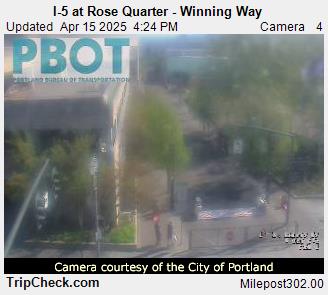 I-5 at Rose Quarter - Winning Way
Updated Apr 15 2025 4:24 PM Camera 4
PBOT
PORTLAND BUREAU OF TRANSPORTATION
Camera courtesy of the City of Portland
TripCheck.com Milepost302.00